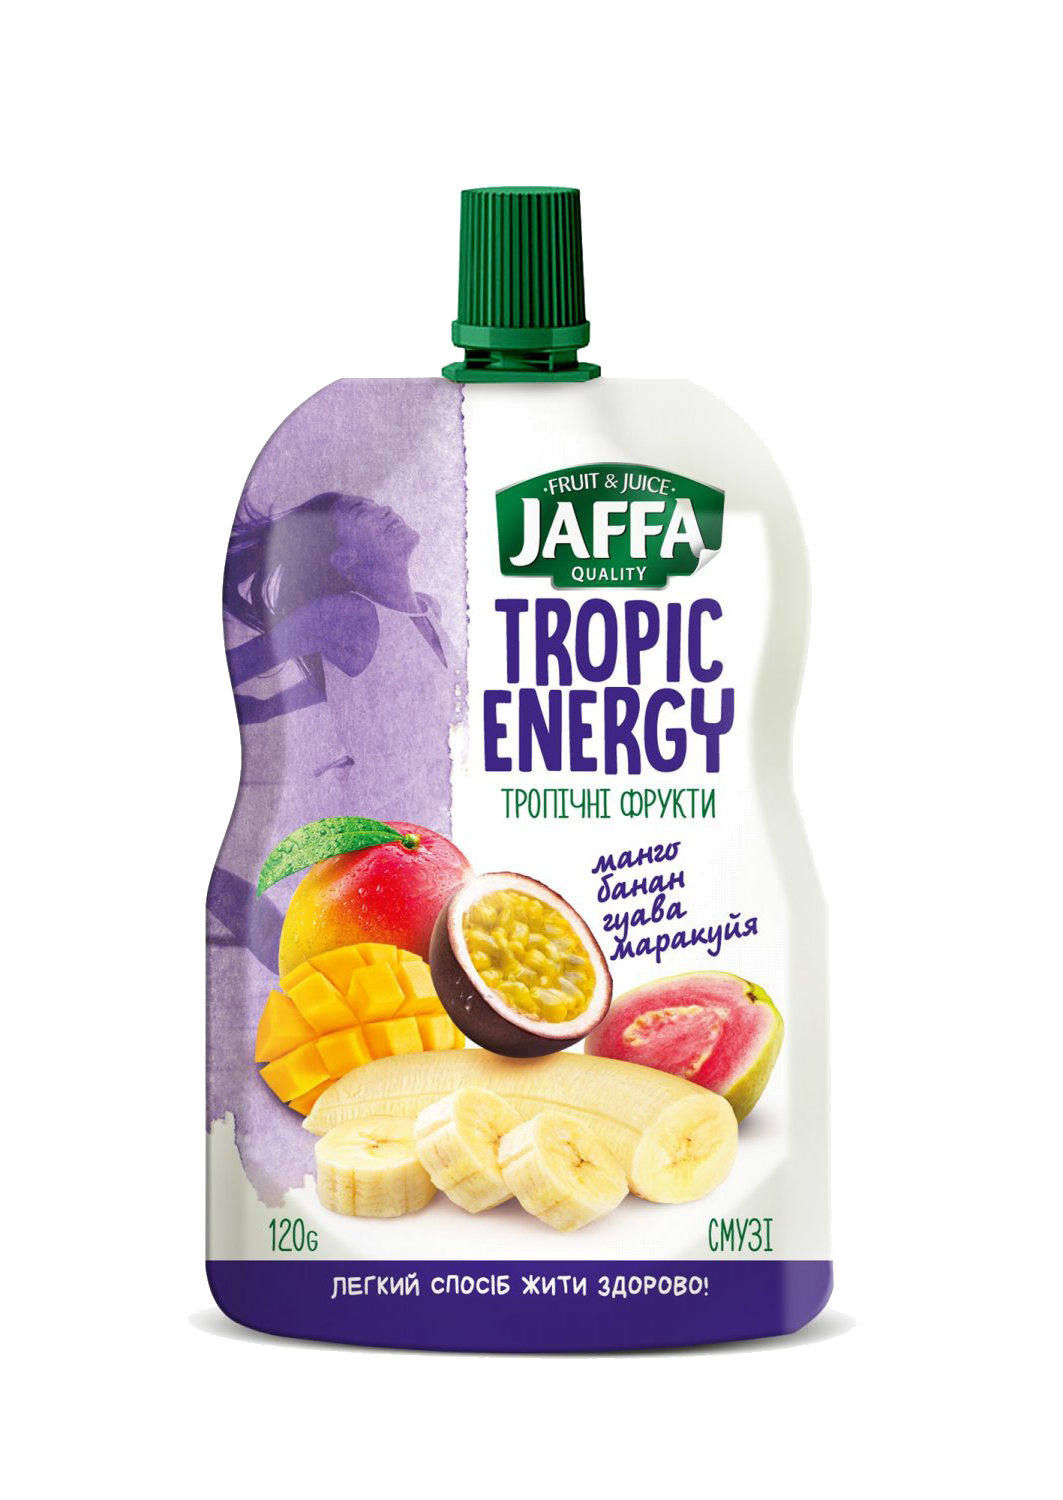 ·FRUIT & JUICE·
JAFFA
QUALITY
TROPIC
ENERGY
ТРОПІЧНІ ФРУКТИ
манго
банан
гуава
маракуйя
120G
СМУЗІ
ЛЕГКИЙ СПОСІБ ЖИТИ ЗДОРОВО!